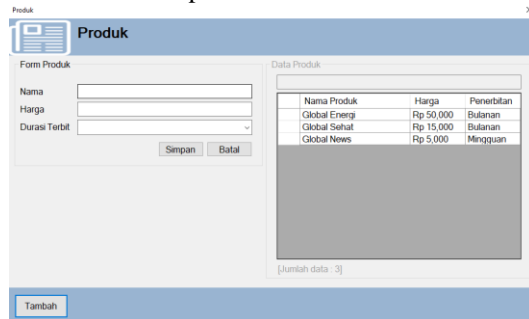 Produk
Produk
Form Produk
Nama
Harga
Durasi Terbit
Simpan Batal
Data Produk
Nama Produk Harga Penerbitan
Global Energi Rp 50,000 Bulanan
Global Sehat Rp 15,000 Bulanan
Global News Rp 5,000 Mingguan
[Jumlah data : 3]
Tambah